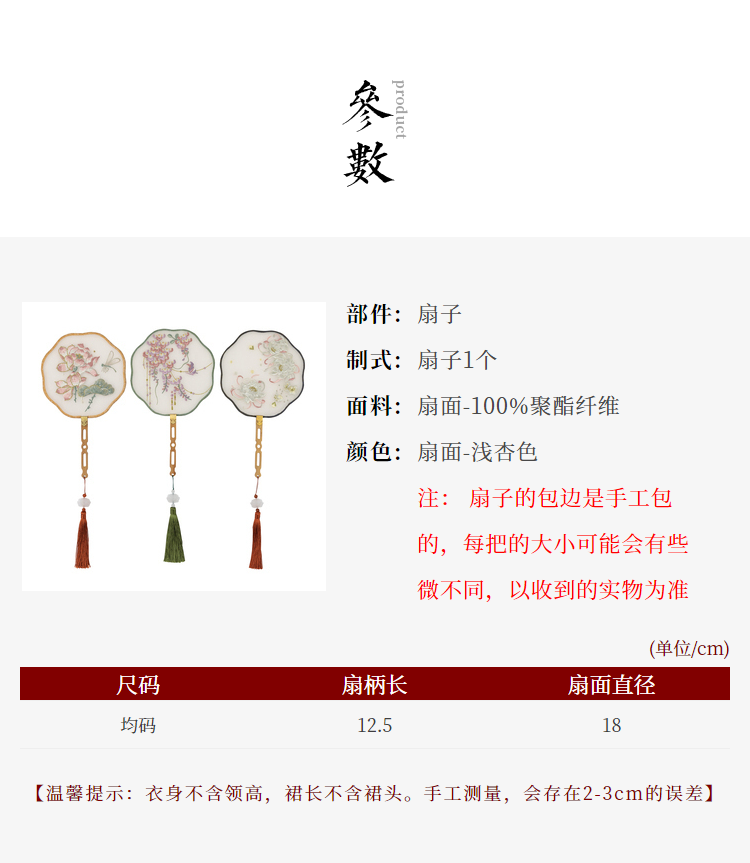 參數
product
部件：扇子
制式：扇子1个
面料：扇面-100%聚酯纤维
颜色：扇面-浅杏色
注： 扇子的包边是手工包
的，每把的大小可能会有些
微不同，以收到的实物为准
(单位/cm)
尺码 扇柄长 扇面直径
均码 12.5 18
【温馨提示：衣身不含领高，裙长不含裙头。手工测量，会存在2-3cm的误差】